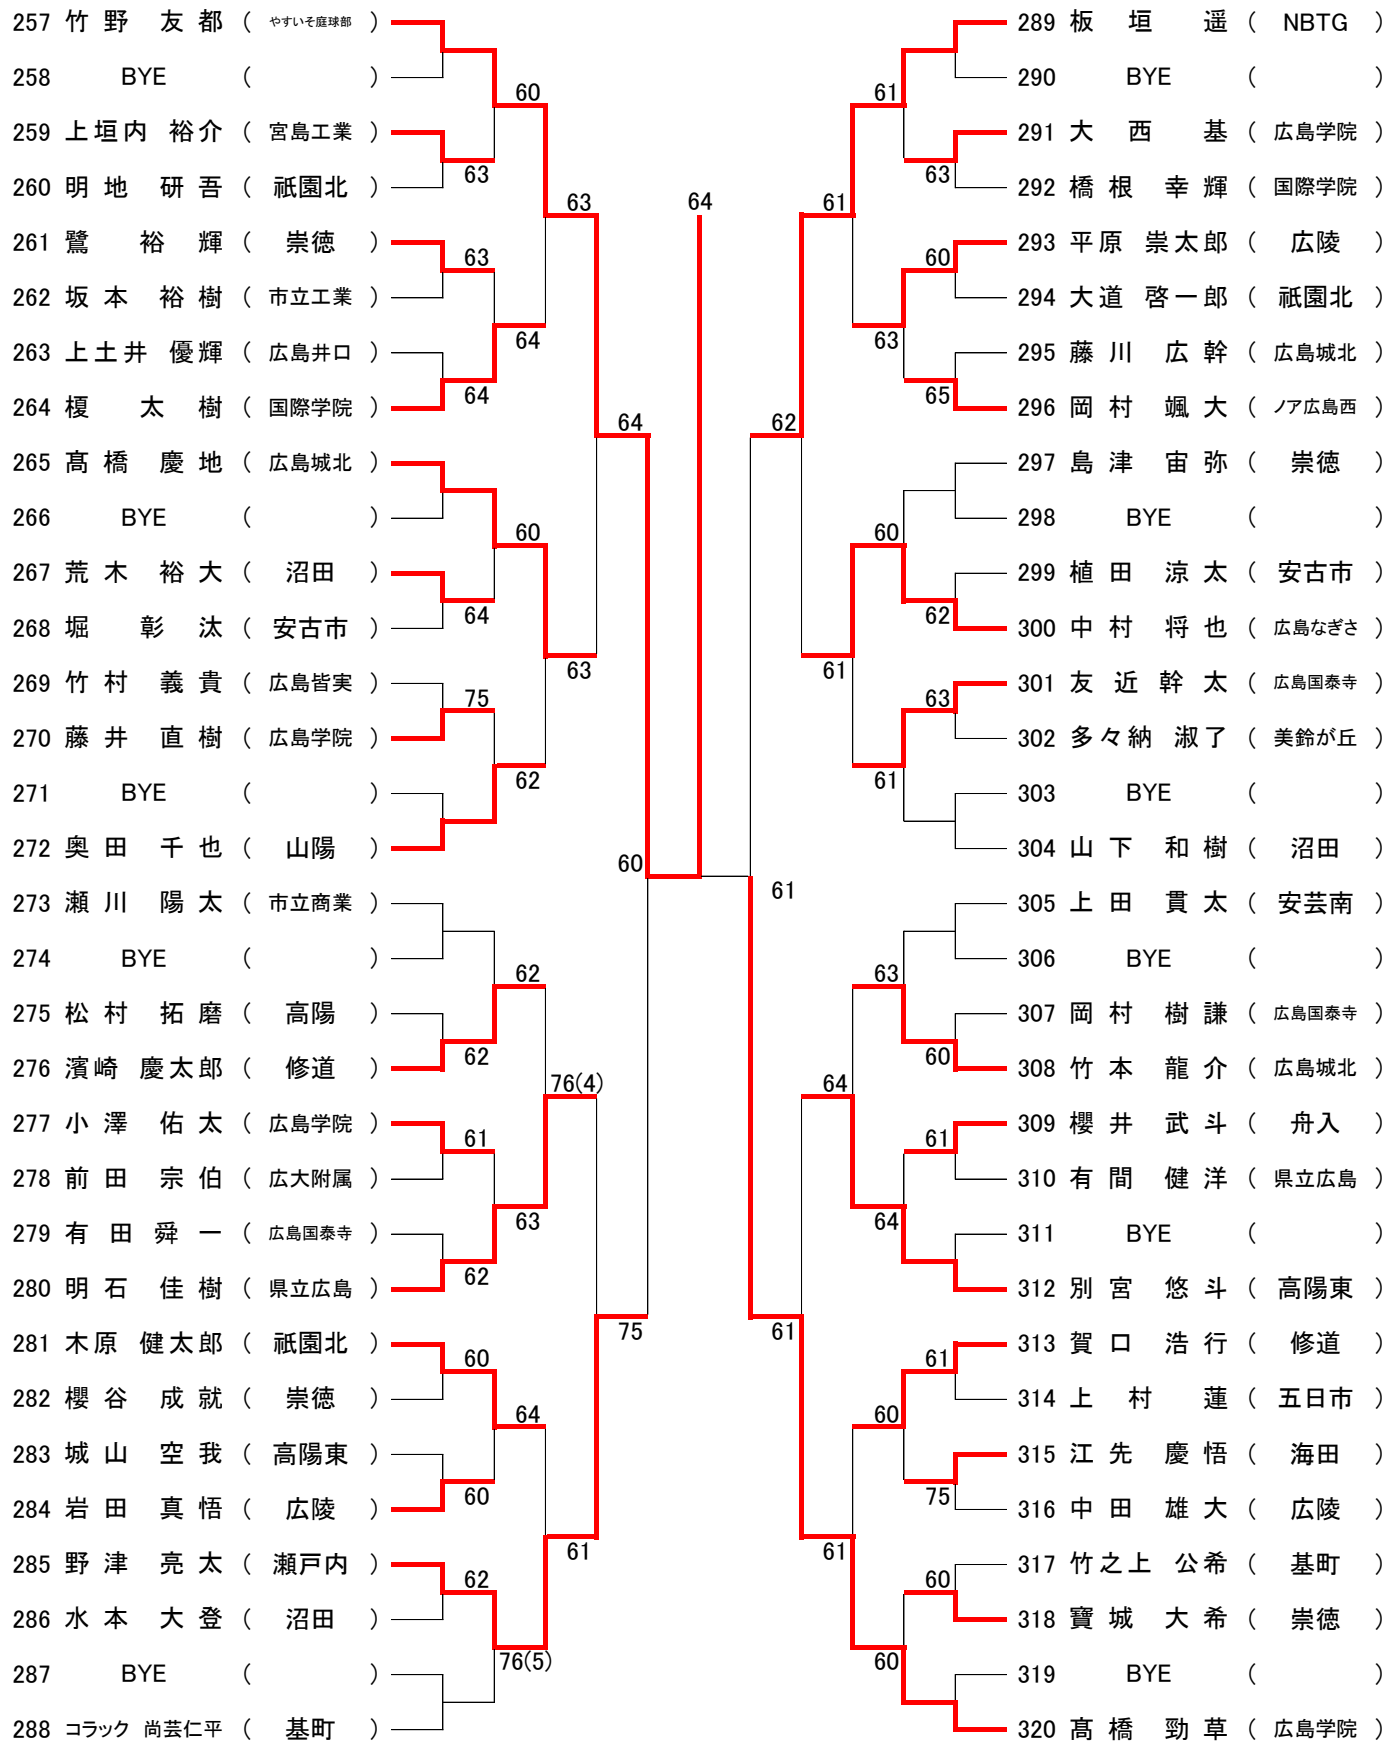 257 竹野 友都 ( やすいそ庭球部 )
258 BYE ( )
60
259 上垣内 裕介 ( 宮島工業 )
63
260 明地 研吾 ( 祇園北 )
63
261 鷺 裕輝 ( 崇徳 )
63
262 坂本 裕樹 ( 市立工業 )
64
263 上土井 優輝 ( 広島井口 )
64
264 榎 太樹 ( 国際学院 )
64
265 髙橋 慶地 ( 広島城北 )
266 BYE ( )
60
267 荒木 裕大 ( 沼田 )
64
268 堀 彰汰 ( 安古市 )
63
269 竹村 義貴 ( 広島皆実 )
75
270 藤井 直樹 ( 広島学院 )
62
271 BYE ( )
272 奥田 千也 ( 山陽 )
60
273 瀬川 陽太 ( 市立商業 )
274 BYE ( )
62
275 松村 拓磨 ( 高陽 )
62
276 濱崎 慶太郎 ( 修道 )
76(4)
277 小澤 佑太 ( 広島学院 )
61
278 前田 宗伯 ( 広大附属 )
63
279 有田 舜一 ( 広島国泰寺 )
62
280 明石 佳樹 ( 県立広島 )
75
281 木原 健太郎 ( 祇園北 )
60
282 櫻谷 成就 ( 崇徳 )
64
283 城山 空我 ( 高陽東 )
60
284 岩田 真悟 ( 広陵 )
61
285 野津 亮太 ( 瀬戸内 )
62
286 水本 大登 ( 沼田 )
76(5)
287 BYE ( )
288 コラック 尚芸仁平 ( 基町 )
64
61
289 板垣 遥 ( NBTG )
290 BYE ( )
61
291 大西 基 ( 広島学院 )
63
292 橋根 幸輝 ( 国際学院 )
61
293 平原 崇太郎 ( 広陵 )
60
294 大道 啓一郎 ( 祇園北 )
63
295 藤川 広幹 ( 広島城北 )
65
296 岡村 颯大 ( ノア広島西 )
62
297 島津 宙弥 ( 崇徳 )
298 BYE ( )
60
299 植田 涼太 ( 安古市 )
62
300 中村 将也 ( 広島なぎさ )
61
301 友近 幹太 ( 広島国泰寺 )
63
302 多々納 淑了 ( 美鈴が丘 )
61
303 BYE ( )
304 山下 和樹 ( 沼田 )
305 上田 貫太 ( 安芸南 )
306 BYE ( )
63
307 岡村 樹謙 ( 広島国泰寺 )
60
308 竹本 龍介 ( 広島城北 )
64
309 櫻井 武斗 ( 舟入 )
61
310 有間 健洋 ( 県立広島 )
64
311 BYE ( )
312 別宮 悠斗 ( 高陽東 )
61
313 賀口 浩行 ( 修道 )
61
314 上村 蓮 ( 五日市 )
60
315 江先 慶悟 ( 海田 )
75
316 中田 雄大 ( 広陵 )
61
317 竹之上 公希 ( 基町 )
60
318 寶城 大希 ( 崇徳 )
60
319 BYE ( )
320 髙橋 勁草 ( 広島学院 )